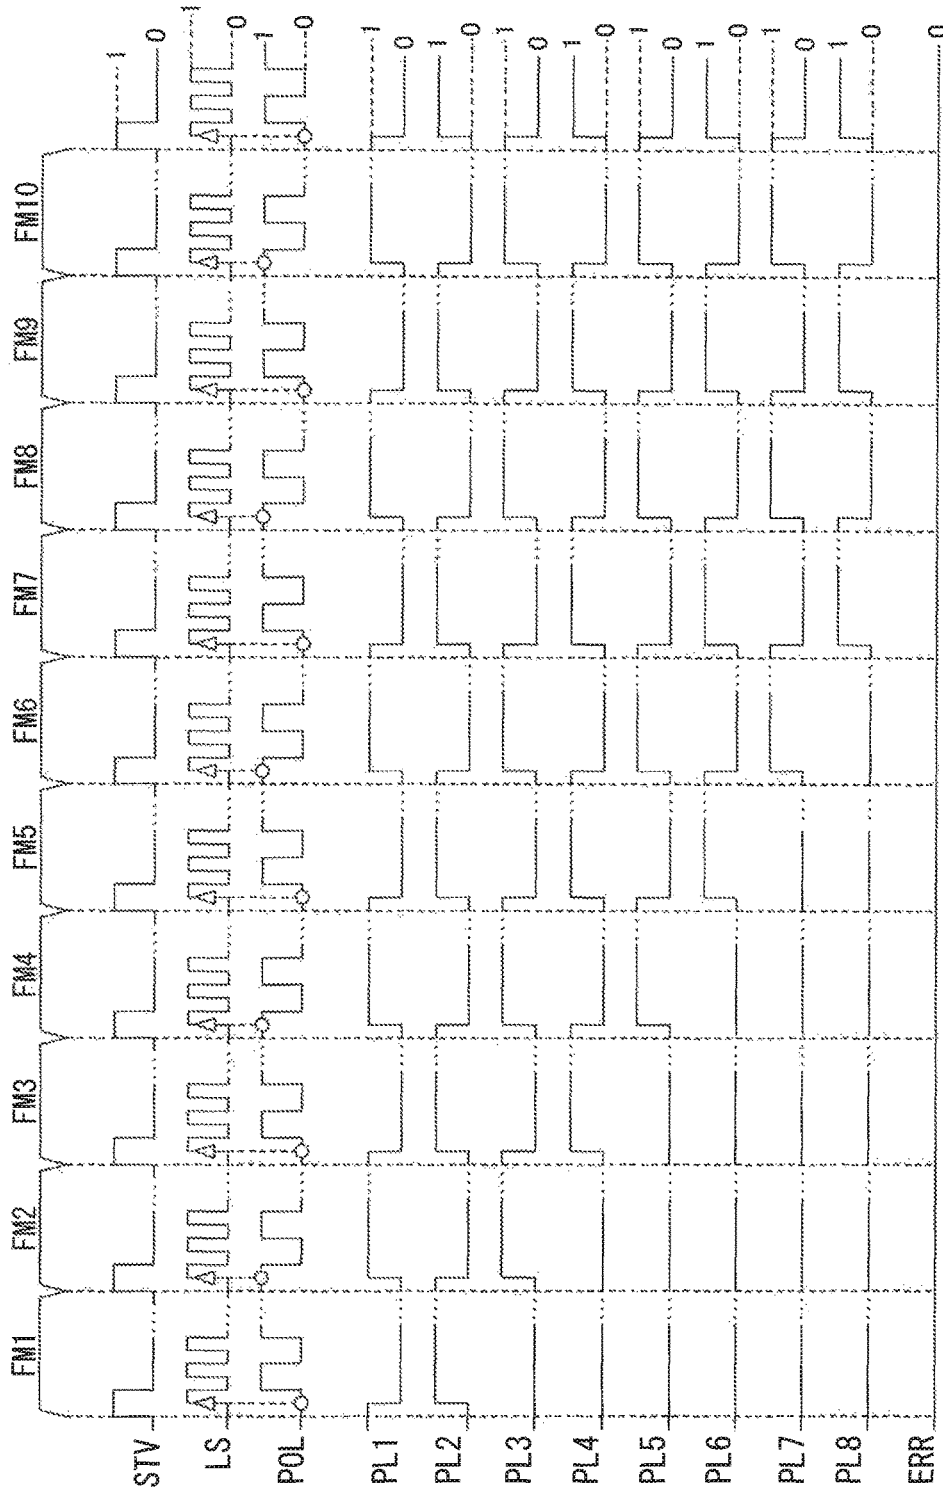 FM1 FM2 FM3 FM4 FM5 FM6 FM7 FM8 FM9 FM10
STV 1 0
LS 1 0
POL 1 0
PL1 1 0
PL2 1 0
PL3 1 0
PL4 1 0
PL5 1 0
PL6 1 0
PL7 1 0
PL8 1 0
ERR 0